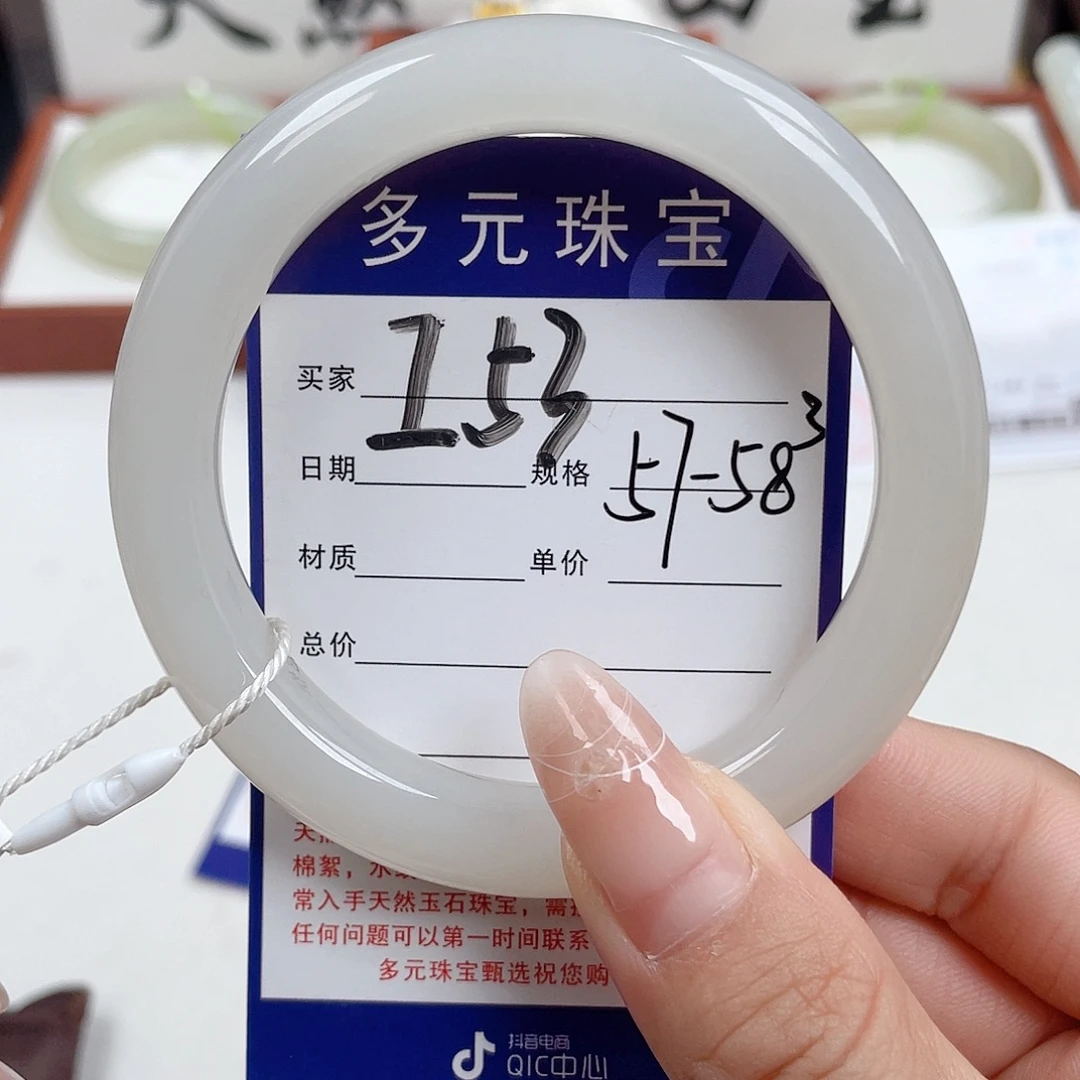 多元珠宝
买家 153
日期 规格 57-58³
材质 单价
总价
棉絮，水
常入手天然玉石珠宝，需
任何问题可以第一时间联系
多元珠宝甄选祝您购
抖音电商
QIC中心